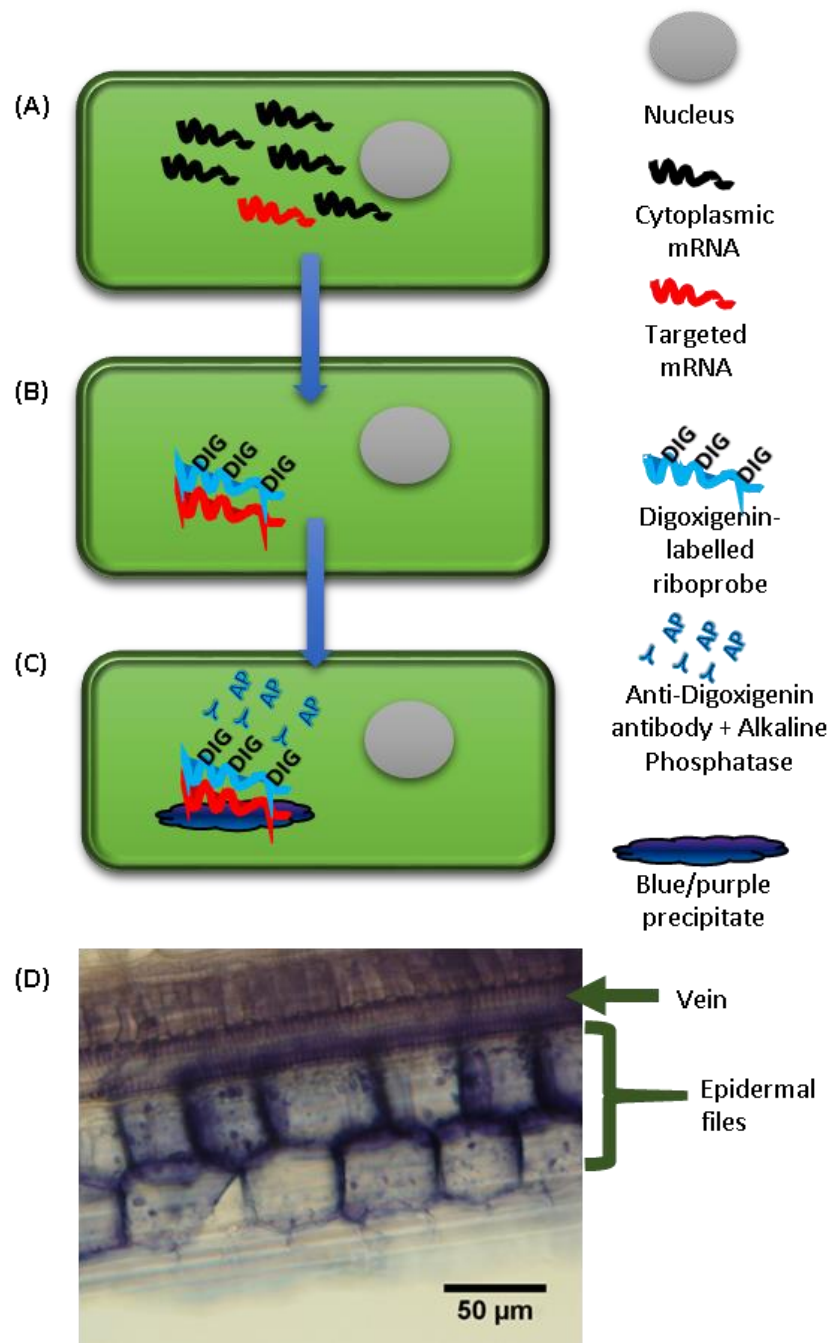 (A)
Nucleus
Cytoplasmic
mRNA
Targeted
mRNA
(B)
DIG
DIG
DIG
DIG
DIG
DIG
Digoxigenin-
labelled
riboprobe
(C)
AP
AP
AP
DIG
DIG
DIG
AP
AP
AP
Anti-Digoxigenin
antibody + Alkaline
Phosphatase
Blue/purple
precipitate
(D)
Vein
Epidermal
files
50 µm